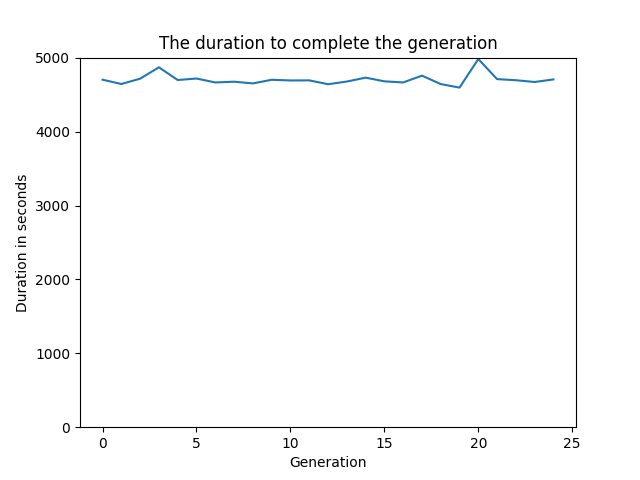 The duration to complete the generation
5000
4000
3000
2000
1000
0
Duration in seconds
0 5 10 15 20 25
Generation